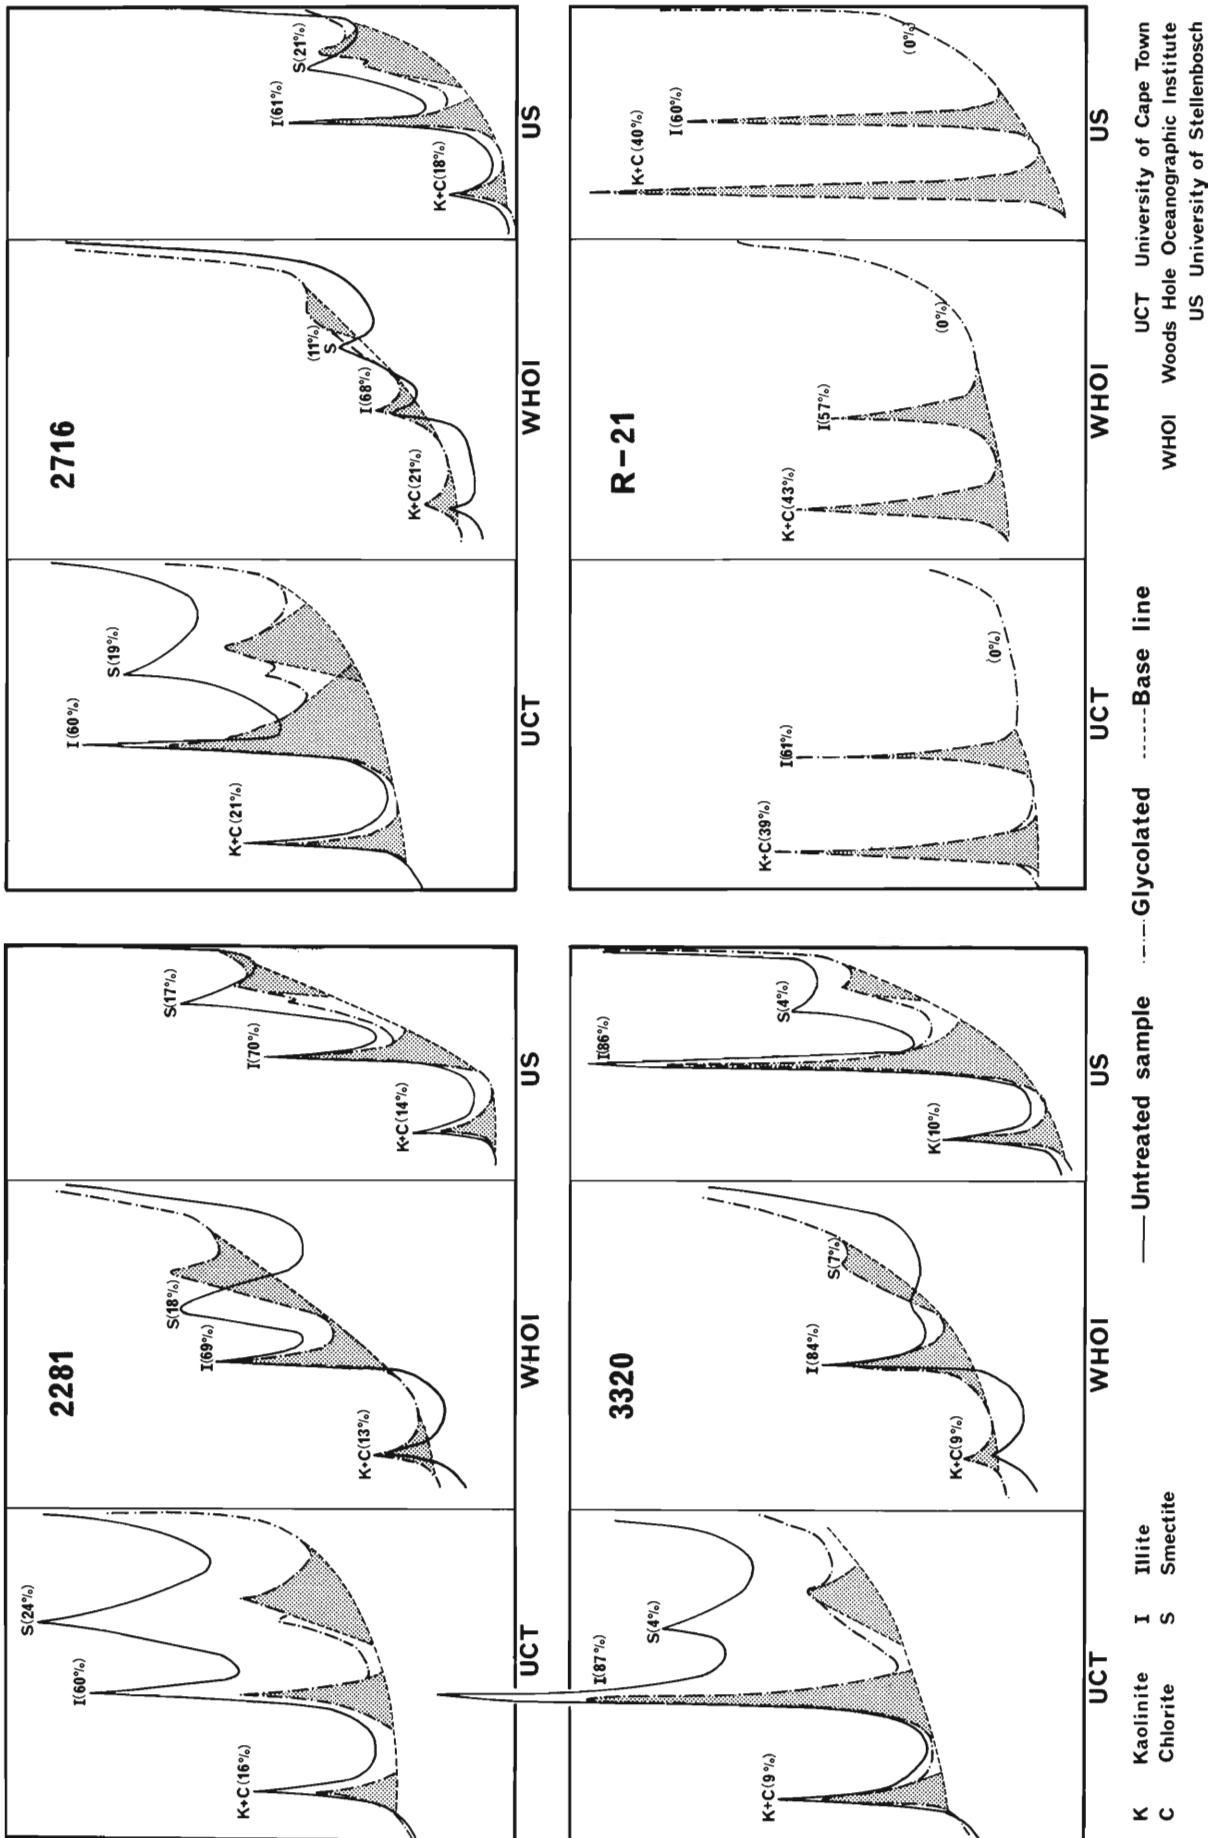 2281
S(24%)
I(60%)
K+C(16%)
UCT
S(18%)
I(69%)
K+C(13%)
WHOI
S(17%)
I(70%)
K+C(14%)
US
2716
S(19%)
I(60%)
K+C(21%)
UCT
(11%)
S
I(68%)
K+C(21%)
WHOI
S(21%)
I(61%)
K+C(18%)
US
3320
I(87%)
S(4%)
K+C(9%)
UCT
S(7%)
I(84%)
K+C(9%)
WHOI
I(86%)
S(4%)
K(10%)
US
R-21
K+C(39%)
I(61%)
(0%)
UCT
K+C(43%)
I(57%)
(0%)
WHOI
K+C(40%)
I(60%)
(0%)
US
K Kaolinite I Illite
C Chlorite S Smectite
Untreated sample Glycolated Base line
UCT University of Cape Town
WHOI Woods Hole Oceanographic Institute
US University of Stellenbosch